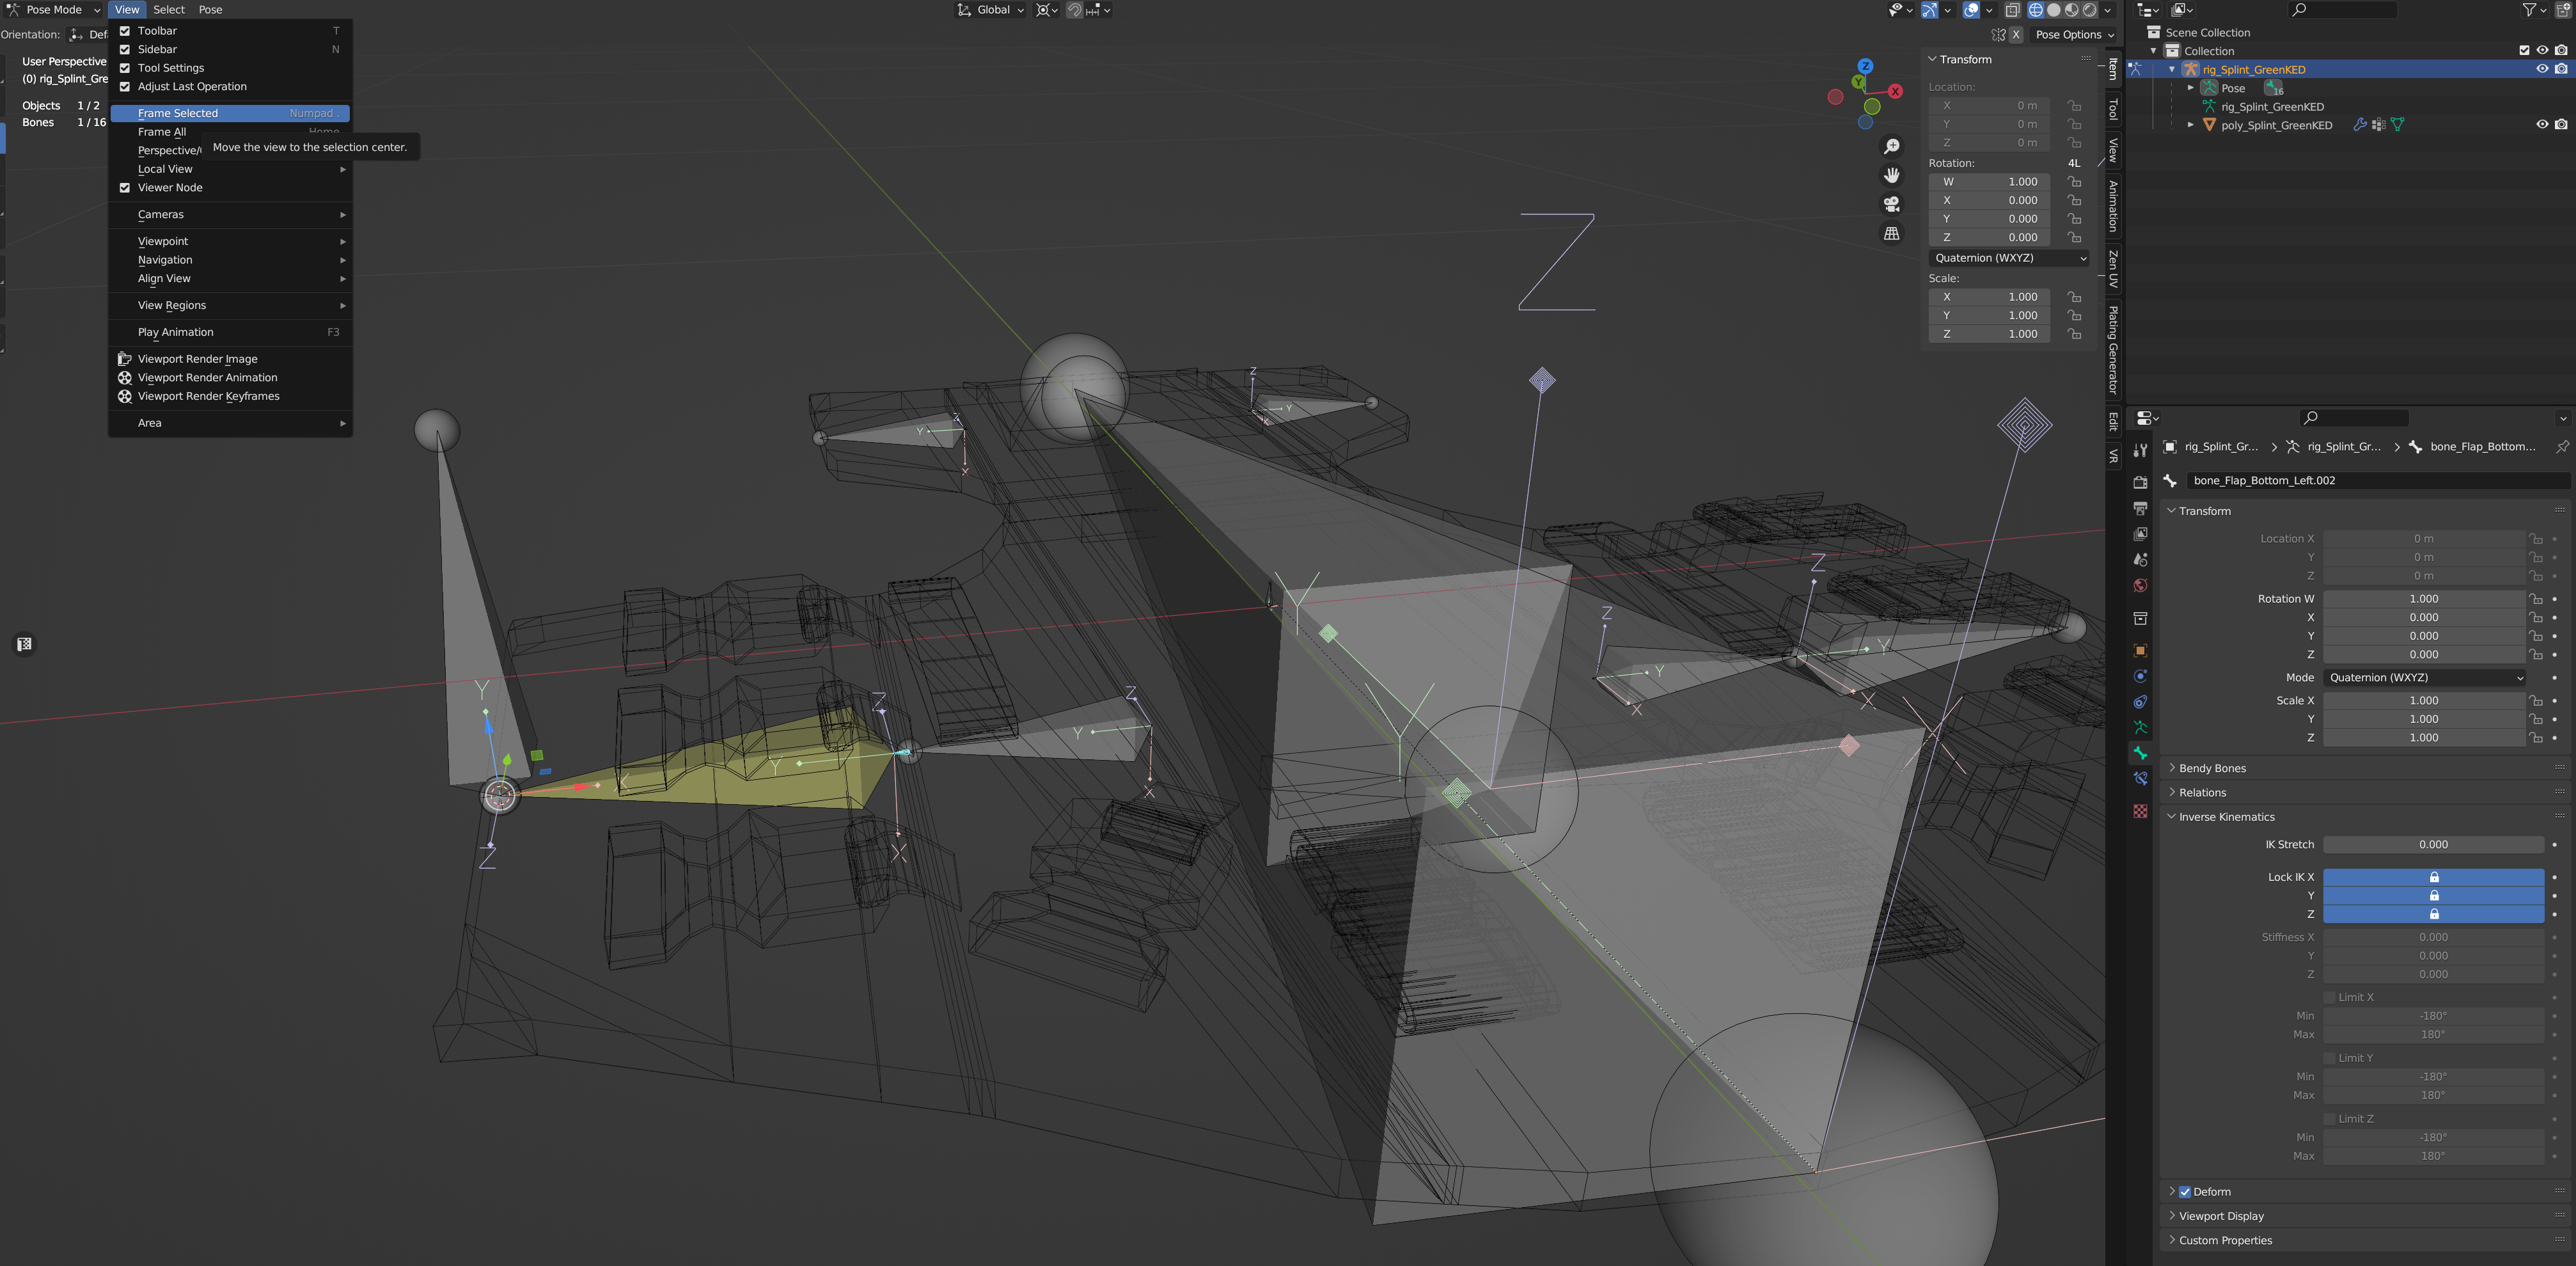 Pose Mode
View
Select
Pose
Global
Orientation:
User Perspective
Objects 1 / 2
Bones 1 / 16
Toolbar T
Sidebar N
Tool Settings
Adjust Last Operation
Frame Selected Numpad .
Frame All Home
Move the view to the selection center.
Local View
Viewer Node
Cameras
Viewpoint
Navigation
Align View
View Regions
Play Animation F3
Viewport Render Image
Viewport Render Animation
Viewport Render Keyframes
Area
X
Pose Options
Z
Y
X
Transform
Location:
X 0 m
Y 0 m
Z 0 m
Rotation: 4L
W 1.000
X 0.000
Y 0.000
Z 0.000
Quaternion (WXYZ)
Scale:
X 1.000
Y 1.000
Z 1.000
Item
Tool
View
Animation
Zen UV
Plating Generator
Edit
VR
Scene Collection
Collection
rig_Splint_GreenKED
Pose 16
rig_Splint_GreenKED
poly_Splint_GreenKED
rig_Splint_Gr... > rig_Splint_Gr... > bone_Flap_Bottom...
bone_Flap_Bottom_Left.002
Transform
Location X 0 m
Y 0 m
Z 0 m
Rotation W 1.000
X 0.000
Y 0.000
Z 0.000
Mode Quaternion (WXYZ)
Scale X 1.000
Y 1.000
Z 1.000
Bendy Bones
Relations
Inverse Kinematics
IK Stretch 0.000
Lock IK X
Y
Z
Stiffness X 0.000
Y 0.000
Z 0.000
Limit X
Min -180°
Max 180°
Limit Y
Min -180°
Max 180°
Limit Z
Min -180°
Max 180°
Deform
Viewport Display
Custom Properties